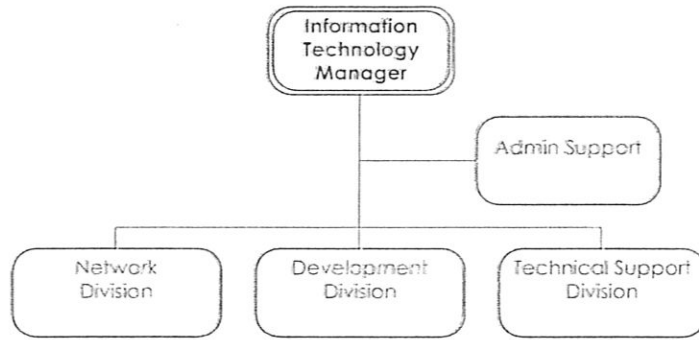 Information
Technology
Manager
Admin Support
Network
Division
Development
Division
Technical Support
Division